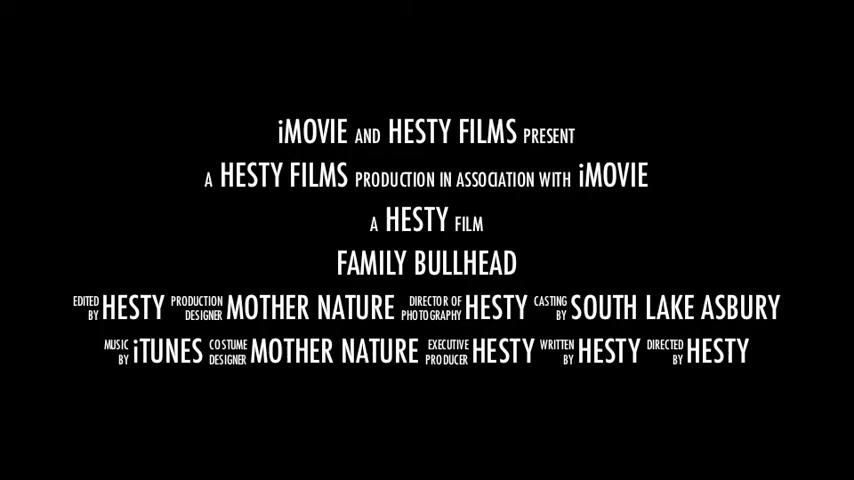 iMOVIE AND HESTY FILMS PRESENT
A HESTY FILMS PRODUCTION IN ASSOCIATION WITH iMOVIE
A HESTY FILM
FAMILY BULLHEAD
EDITED BY HESTY PRODUCTION DESIGNER MOTHER NATURE DIRECTOR OF PHOTOGRAPHY HESTY CASTING BY SOUTH LAKE ASBURY
MUSIC BY iTUNES COSTUME DESIGNER MOTHER NATURE EXECUTIVE PRODUCER HESTY WRITTEN BY HESTY DIRECTED BY HESTY